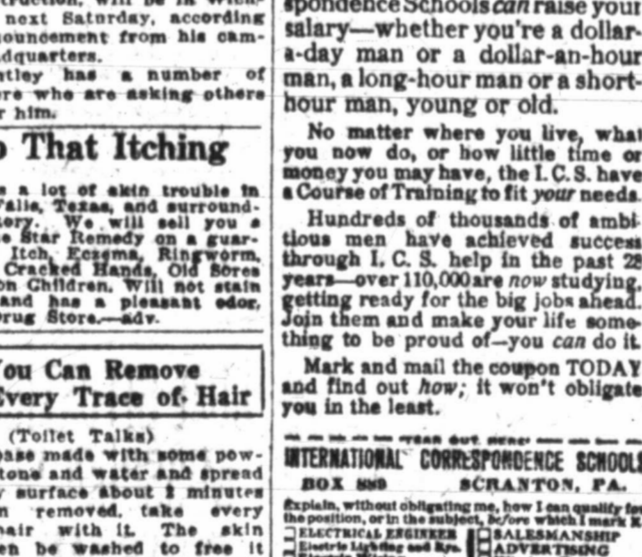 next Saturday, according
ouncement from his cam-
dquarters.
ntley has a number of
ere who are asking others
r him.
That Itching
s a lot of skin trouble in
Falls, Texas, and surround-
tory. We will sell you a
e Star Remedy on a guar-
Itch, Eczema, Ringworm,
Cracked Hands, Old Sores
on Children. Will not stain
and has a pleasant odor.
Drug Store.—adv.
You Can Remove
Every Trace of Hair
(Toilet Talks)
ease made with some pow-
tone and water and spread
y surface about 2 minutes
n removed, take every
hair with it. The skin
en be washed to free it
spondence Schools can raise your
salary—whether you're a dollar-
a-day man or a dollar-an-hour
man, a long-hour man or a short-
hour man, young or old.
No matter where you live, what
you now do, or how little time or
money you may have, the I. C. S. have
a Course of Training to fit your needs
Hundreds of thousands of ambi-
tious men have achieved success
through I. C. S. help in the past 28
years—over 110,000 are now studying,
getting ready for the big jobs ahead.
Join them and make your life some-
thing to be proud of—you can do it.
Mark and mail the coupon TODAY
and find out how; it won't obligate
you in the least.
TEAR OUT HERE
INTERNATIONAL CORRESPONDENCE SCHOOLS
BOX SCRANTON, PA.
Explain, without obligating me, how I can qualify for
the position, or in the subject, before which I mark
ELECTRICAL ENGINEER SALESMANSHIP
Electric Lighting and